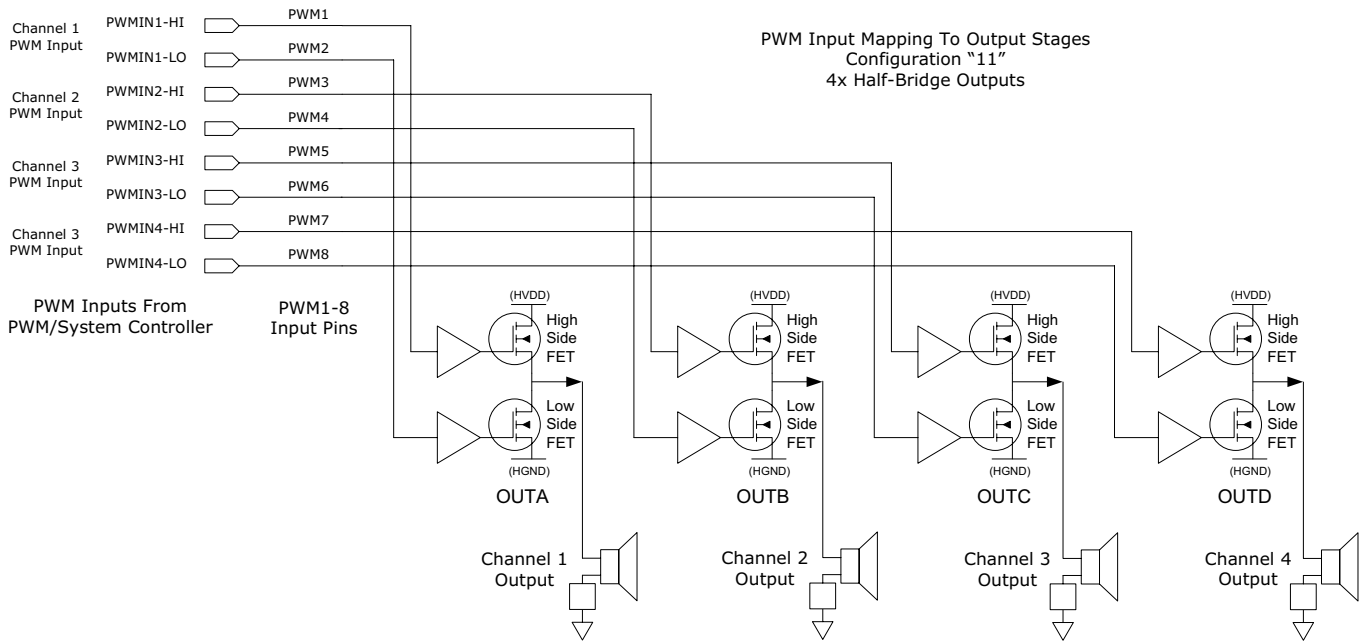 PWM Input Mapping To Output Stages
Configuration “11”
4x Half-Bridge Outputs
Channel 1
PWM Input
PWMIN1-HI
PWM1
PWMIN1-LO
PWM2
Channel 2
PWM Input
PWMIN2-HI
PWM3
PWMIN2-LO
PWM4
Channel 3
PWM Input
PWMIN3-HI
PWM5
PWMIN3-LO
PWM6
Channel 3
PWM Input
PWMIN4-HI
PWM7
PWMIN4-LO
PWM8
PWM Inputs From
PWM/System Controller
PWM1-8
Input Pins
(HVDD)
High
Side
FET
Low
Side
FET
(HGND)
OUTA
Channel 1
Output
(HVDD)
High
Side
FET
Low
Side
FET
(HGND)
OUTB
Channel 2
Output
(HVDD)
High
Side
FET
Low
Side
FET
(HGND)
OUTC
Channel 3
Output
(HVDD)
High
Side
FET
Low
Side
FET
(HGND)
OUTD
Channel 4
Output